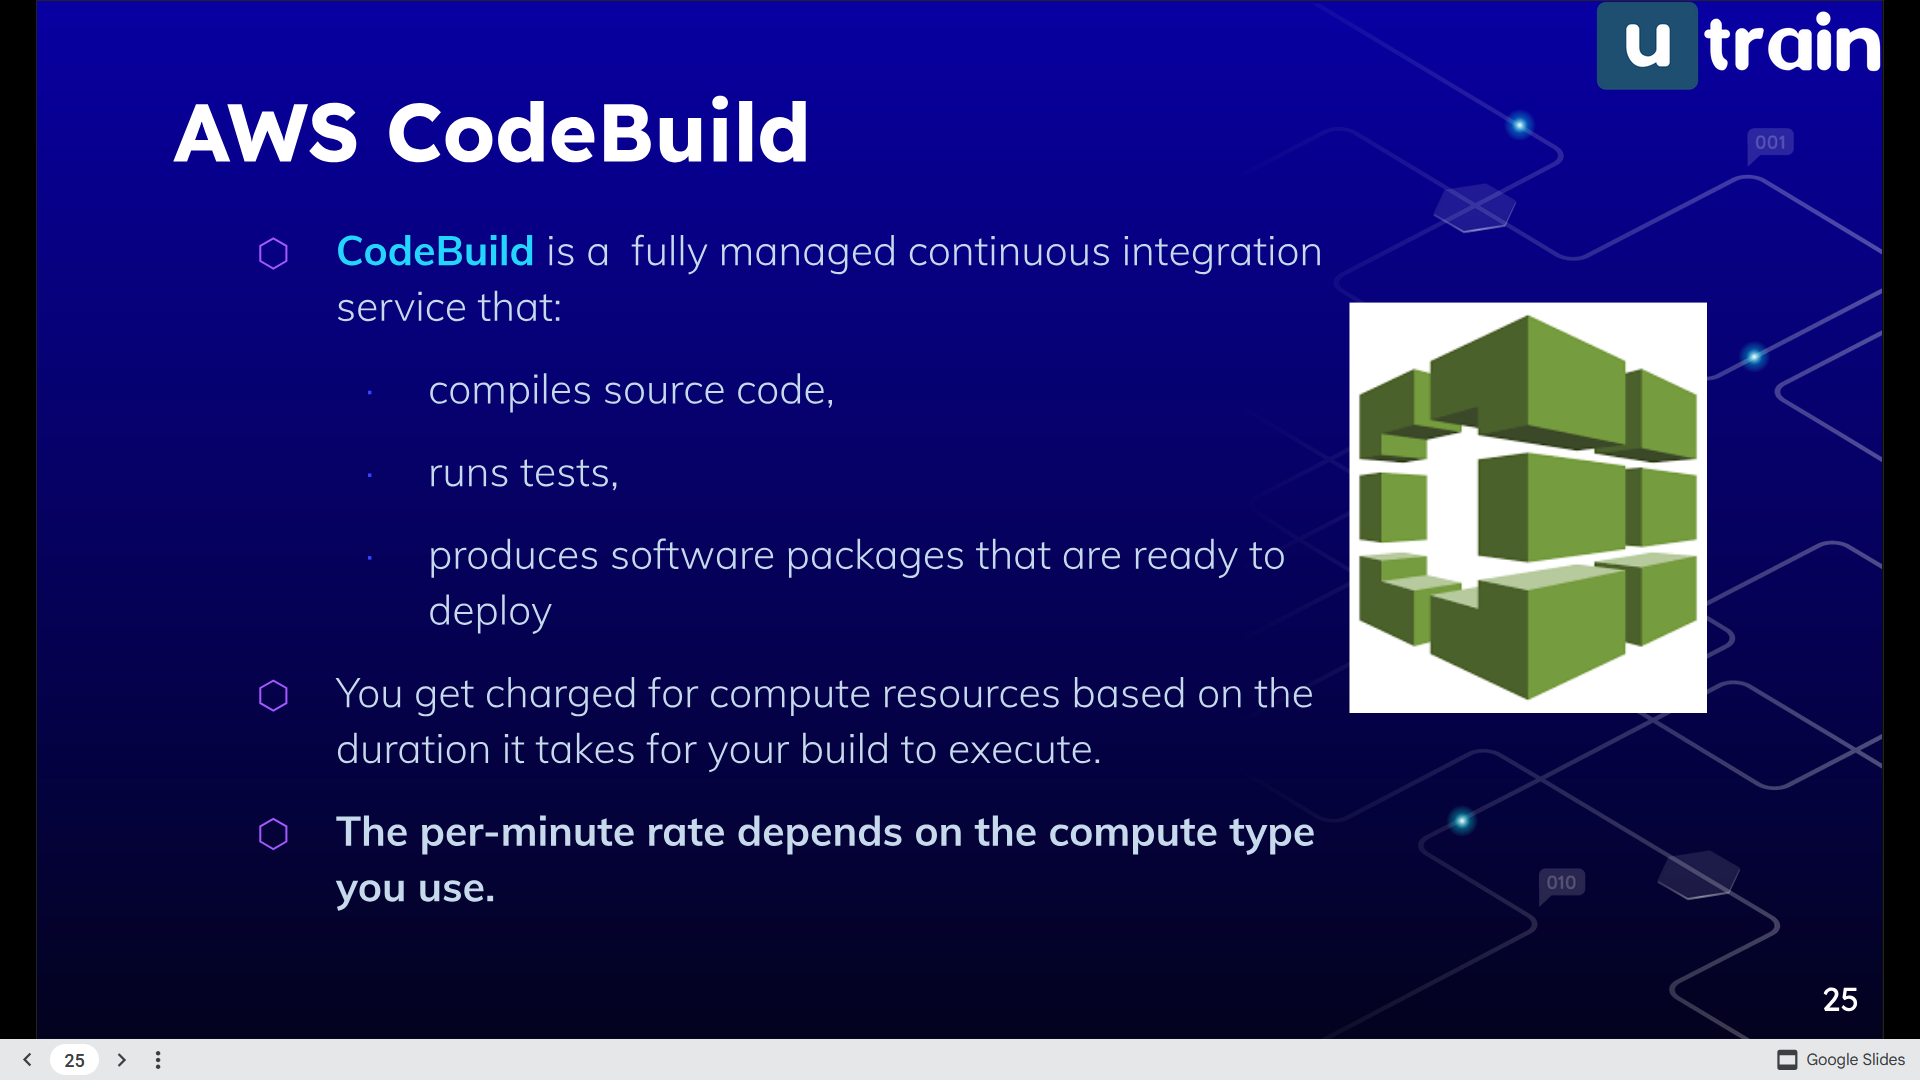 u train
001
AWS CodeBuild
CodeBuild is a fully managed continuous integration
service that:
compiles source code,
runs tests,
produces software packages that are ready to
deploy
You get charged for compute resources based on the
duration it takes for your build to execute.
The per-minute rate depends on the compute type
you use.
010
25
25
Google Slides